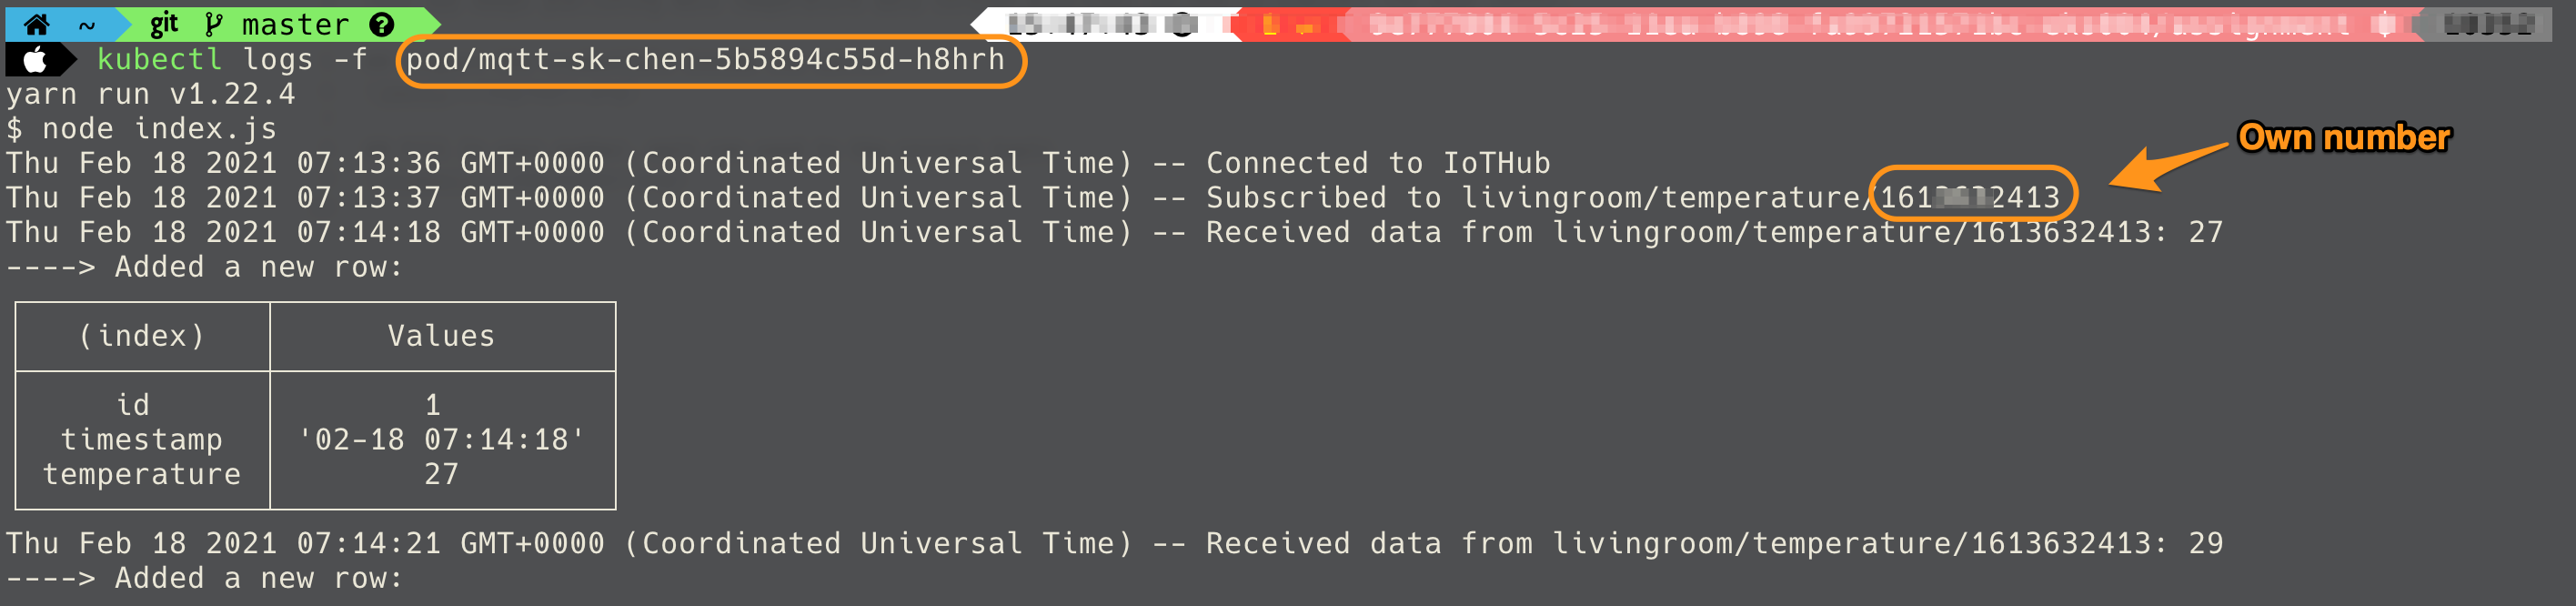 ~ git master ?
kubectl logs -f pod/mqtt-sk-chen-5b5894c55d-h8hrh
yarn run v1.22.4
$ node index.js
Own number
Thu Feb 18 2021 07:13:36 GMT+0000 (Coordinated Universal Time) -- Connected to IoTHub
Thu Feb 18 2021 07:13:37 GMT+0000 (Coordinated Universal Time) -- Subscribed to livingroom/temperature/161 2413
Thu Feb 18 2021 07:14:18 GMT+0000 (Coordinated Universal Time) -- Received data from livingroom/temperature/1613632413: 27
----> Added a new row:
(index) Values
id 1
timestamp '02-18 07:14:18'
temperature 27
Thu Feb 18 2021 07:14:21 GMT+0000 (Coordinated Universal Time) -- Received data from livingroom/temperature/1613632413: 29
----> Added a new row: